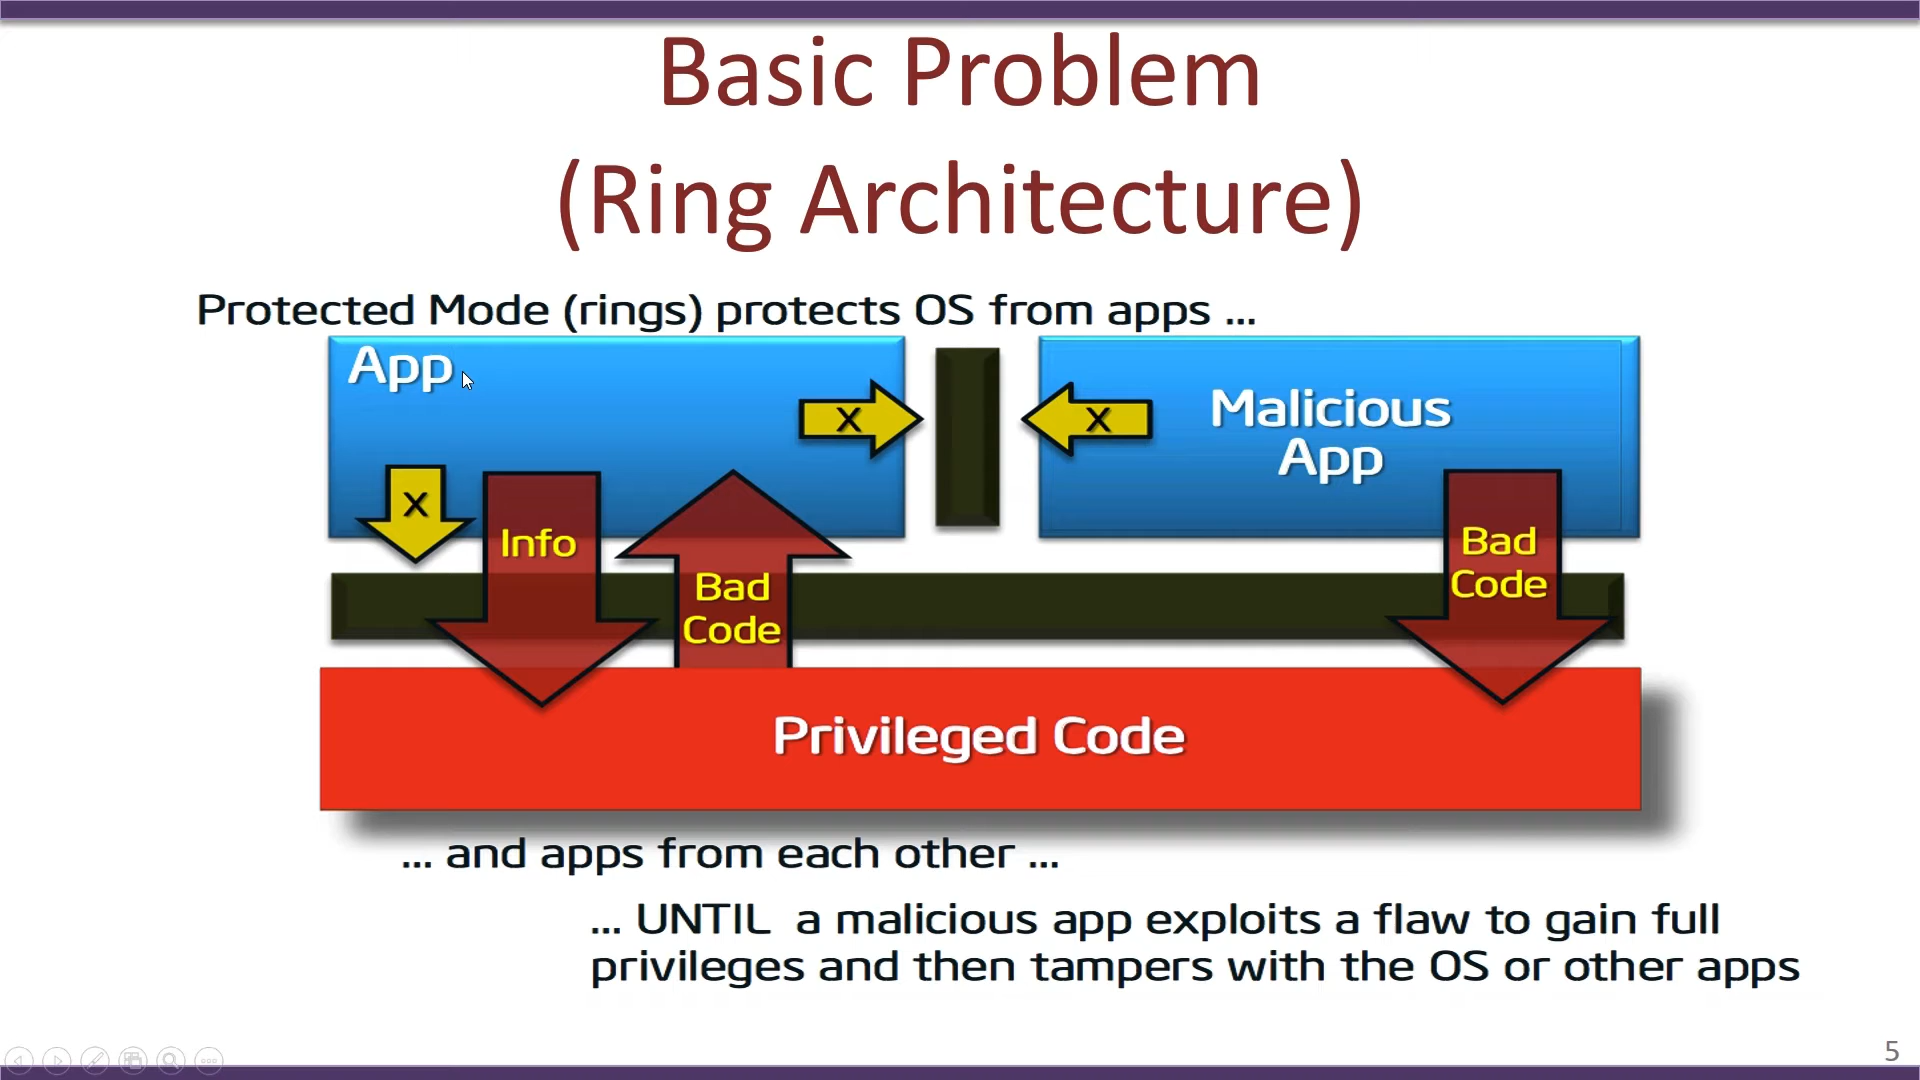 Basic Problem
(Ring Architecture)
Protected Mode (rings) protects OS from apps ...
App
X
X
Malicious
App
X
Info
Bad
Code
Bad
Code
Privileged Code
... and apps from each other ...
... UNTIL a malicious app exploits a flaw to gain full
privileges and then tampers with the OS or other apps
5